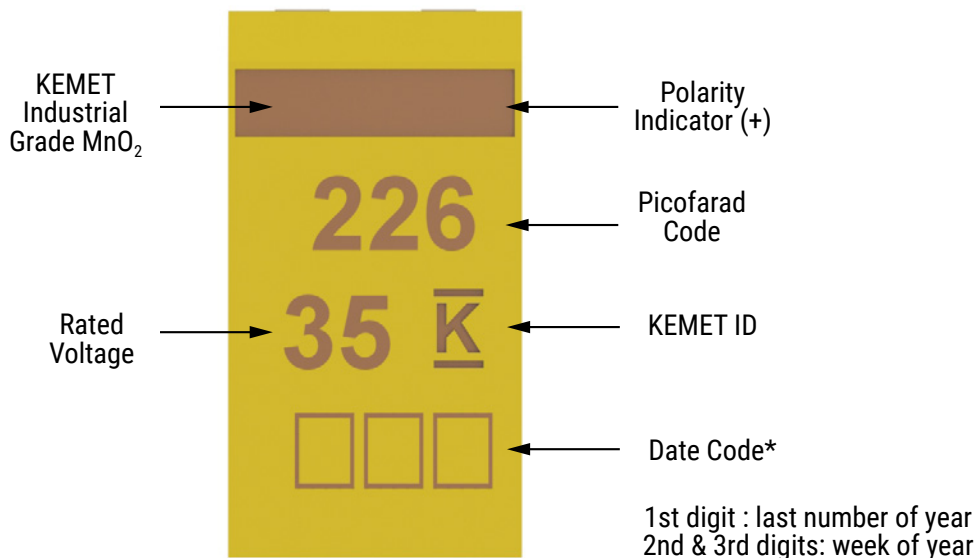 KEMET
Industrial
Grade MnO₂
Polarity
Indicator (+)
226
Picofarad
Code
Rated
Voltage
35 K
KEMET ID
Date Code*
1st digit : last number of year
2nd & 3rd digits: week of year